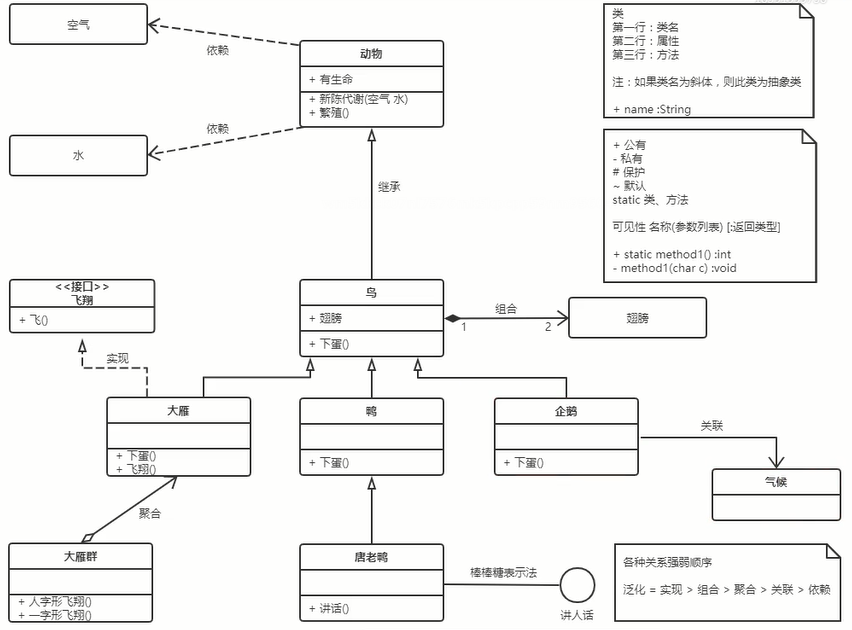 空气
依赖
动物
+ 有生命
+ 新陈代谢(空气 水)
+ 繁殖()
类
第一行：类名
第二行：属性
第三行：方法
注：如果类名为斜体，则此类为抽象类
+ name :String
水
依赖
继承
+ 公有
- 私有
# 保护
~ 默认
static 类、方法
可见性 名称(参数列表) [:返回类型]
+ static method1() :int
- method1(char c) :void
<<接口>>
飞翔
+ 飞()
鸟
+ 翅膀
+ 下蛋()
组合
1
2
翅膀
实现
大雁
+ 下蛋()
+ 飞翔()
鸭
+ 下蛋()
企鹅
+ 下蛋()
关联
气候
聚合
大雁群
+ 人字形飞翔()
+ 一字形飞翔()
唐老鸭
+ 讲话()
棒棒糖表示法
讲人话
各种关系强弱顺序
泛化 = 实现 > 组合 > 聚合 > 关联 > 依赖